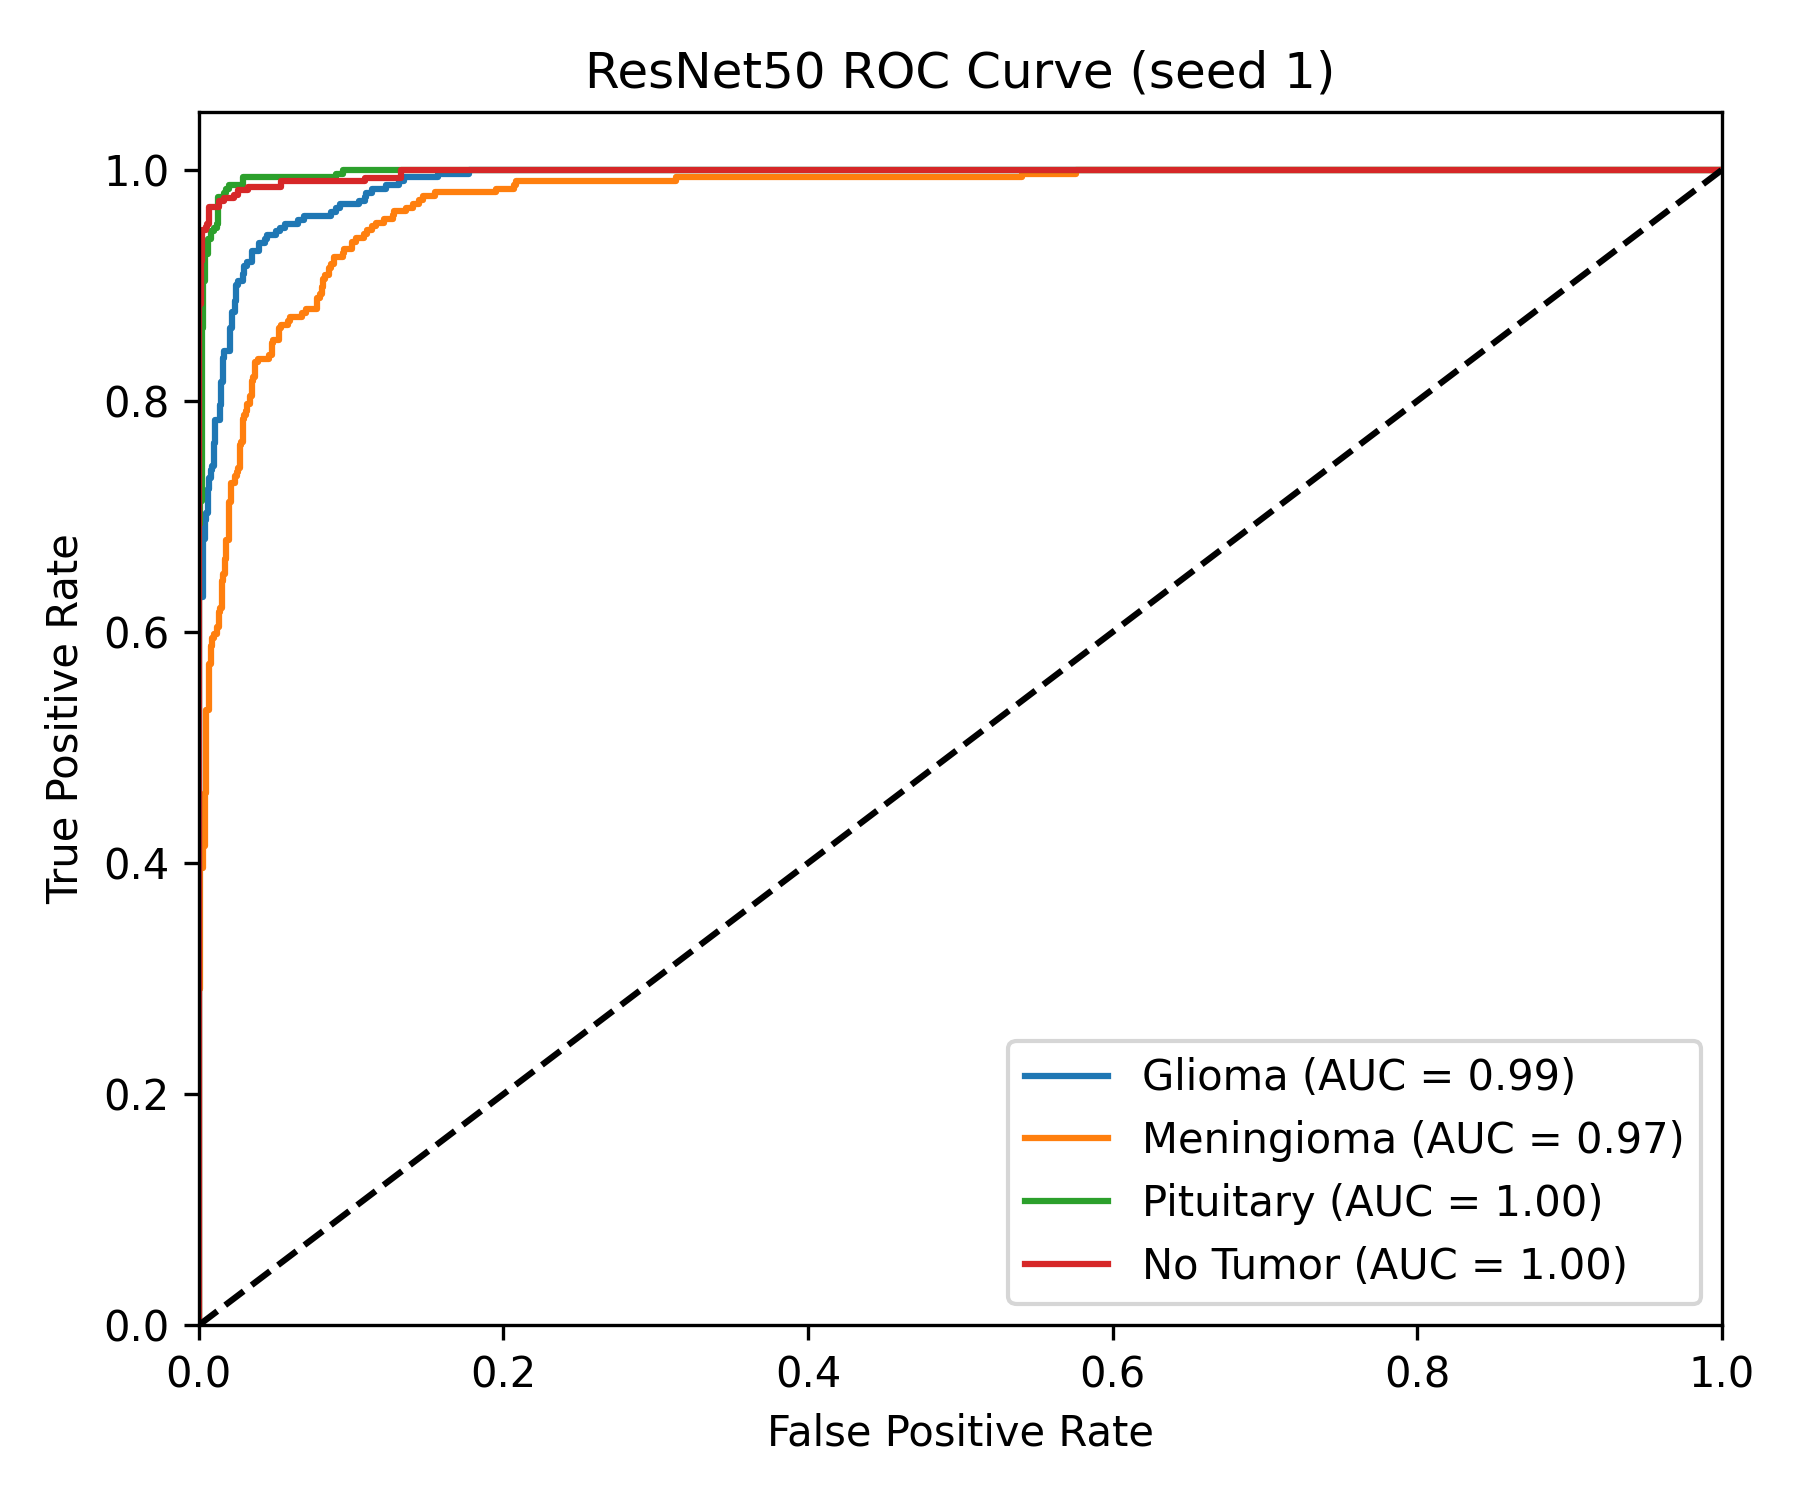 ResNet50 ROC Curve (seed 1)
True Positive Rate
1.0
0.8
0.6
0.4
0.2
0.0
0.0 0.2 0.4 0.6 0.8 1.0
False Positive Rate
Glioma (AUC = 0.99)
Meningioma (AUC = 0.97)
Pituitary (AUC = 1.00)
No Tumor (AUC = 1.00)